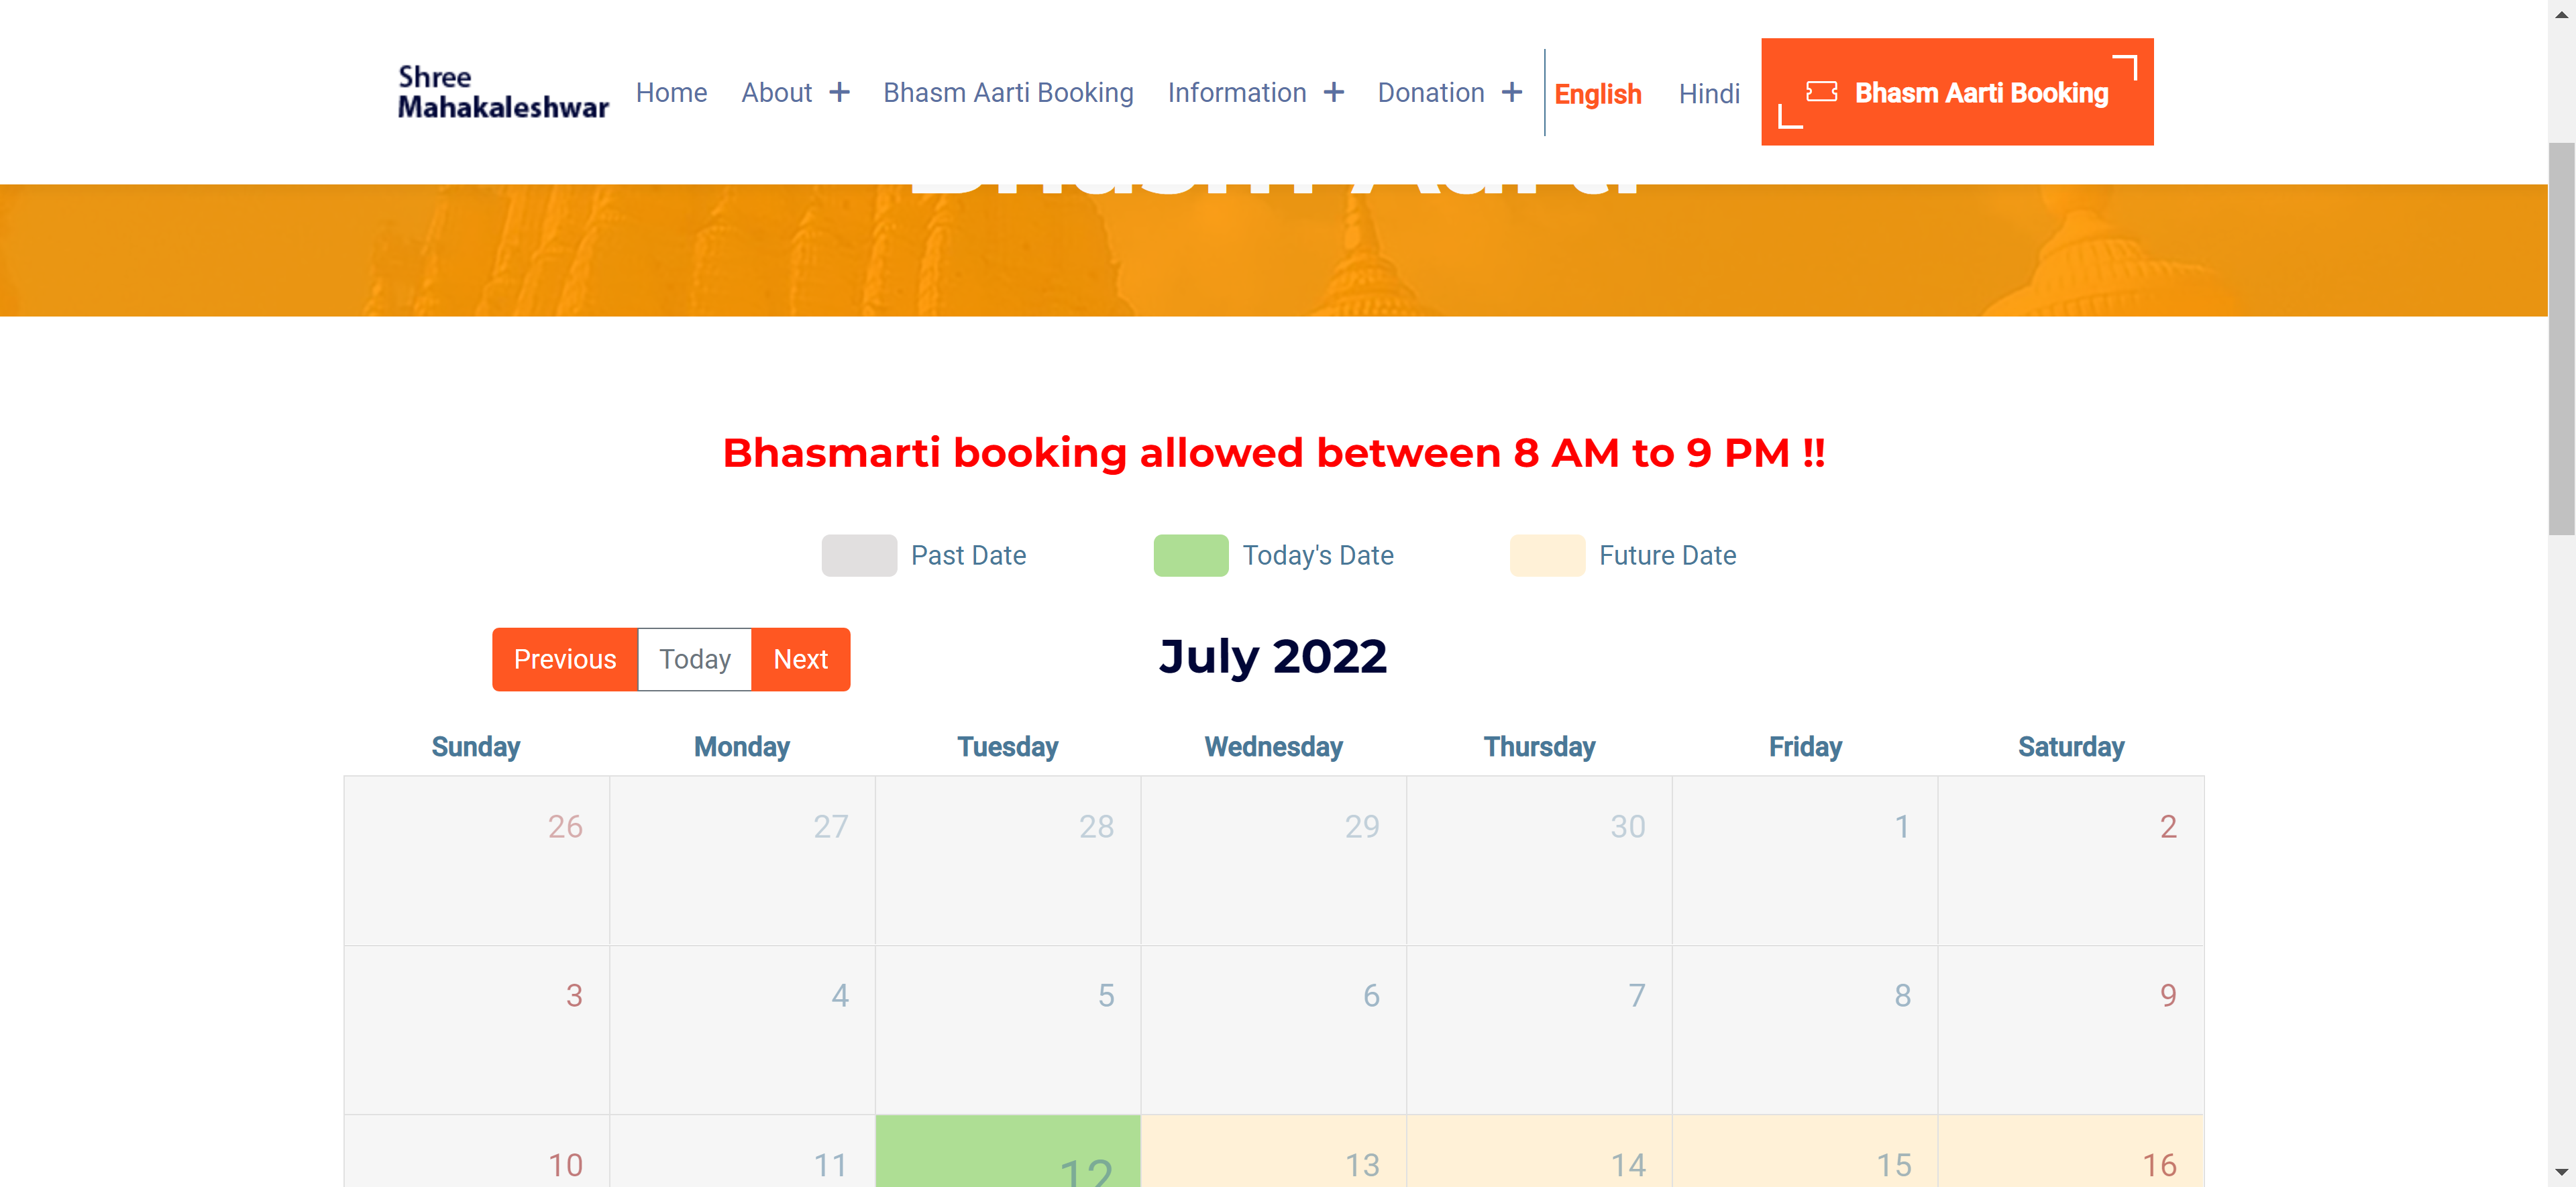 Shree
Mahakaleshwar
Home About + Bhasm Aarti Booking Information + Donation + English Hindi Bhasm Aarti Booking
Bhasm Aarti
Bhasmarti booking allowed between 8 AM to 9 PM !!
Past Date Today's Date Future Date
Previous Today Next
July 2022
Sunday Monday Tuesday Wednesday Thursday Friday Saturday
26 27 28 29 30 1 2
3 4 5 6 7 8 9
10 11 12 13 14 15 16